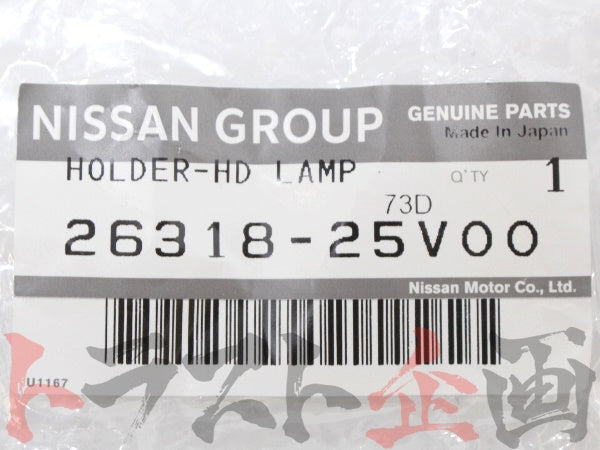 NISSAN GROUP
GENUINE PARTS
Made In Japan
HOLDER-HD LAMP
Q'TY 1
73D
26318-25V00
Nissan Motor Co., Ltd.
U1167
トラスト企画